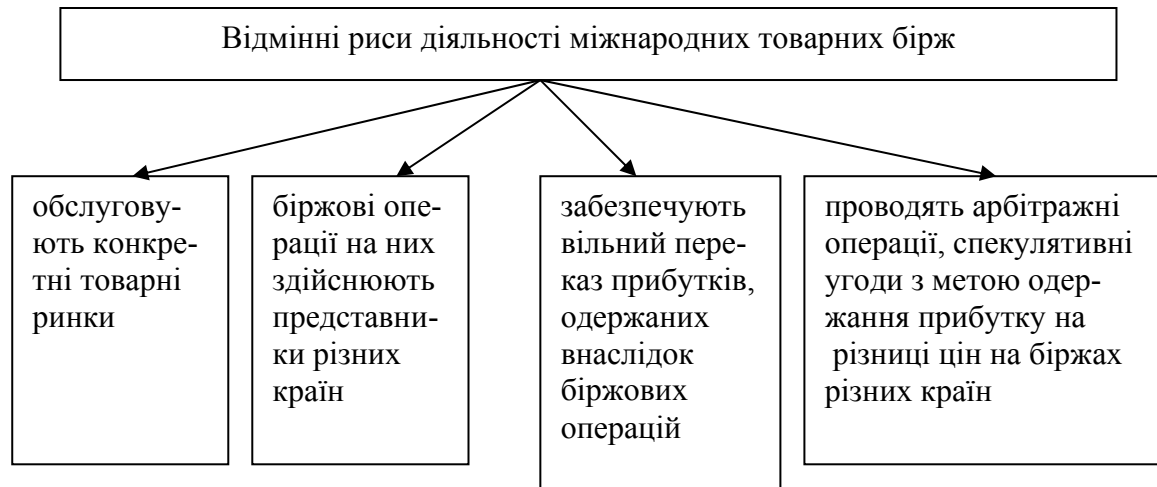 Відмінні риси діяльності міжнародних товарних бірж
обслугову-
ють конкре-
тні товарні
ринки
біржові опе-
рації на них
здійснюють
представни-
ки різних
країн
забезпечують
вільний пере-
каз прибутків,
одержаних
внаслідок
біржових
операцій
проводять арбітражні
операції, спекулятивні
угоди з метою одер-
жання прибутку на
різниці цін на біржах
різних країн